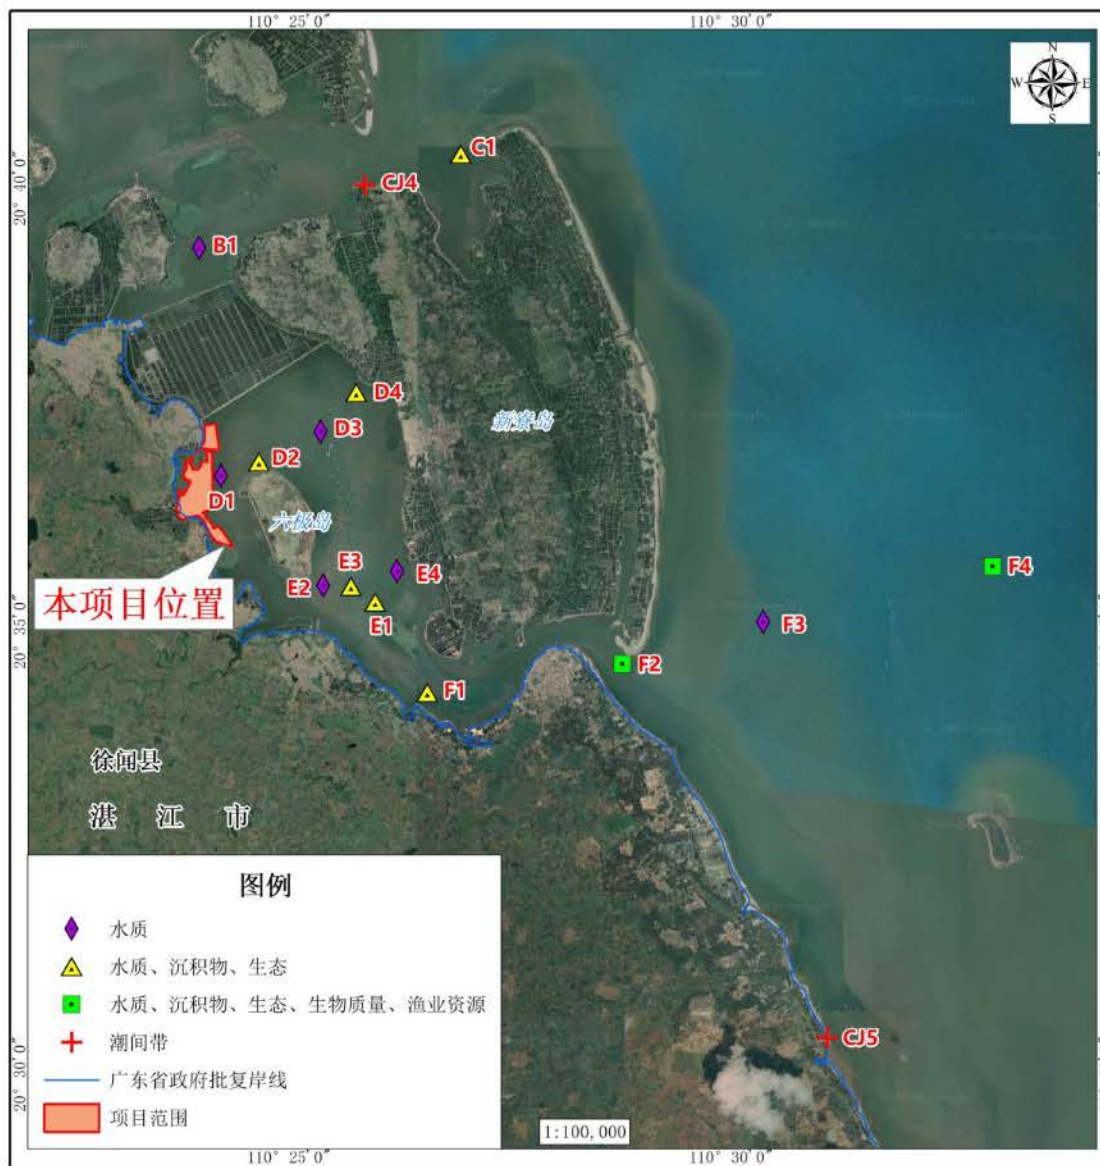 110° 25′0″
110° 30′0″
N
W
E
S
20° 40′0″
C1
CJ4
B1
D4
新寮岛
D3
D2
D1
六极岛
E3
E4
E2
E1
F4
本项目位置
F3
20° 35′0″
F2
F1
徐闻县
湛江市
图例
水质
水质、沉积物、生态
水质、沉积物、生态、生物质量、渔业资源
潮间带
CJ5
广东省政府批复岸线
20° 30′0″
项目范围
1:100,000
110° 25′0″
110° 30′0″